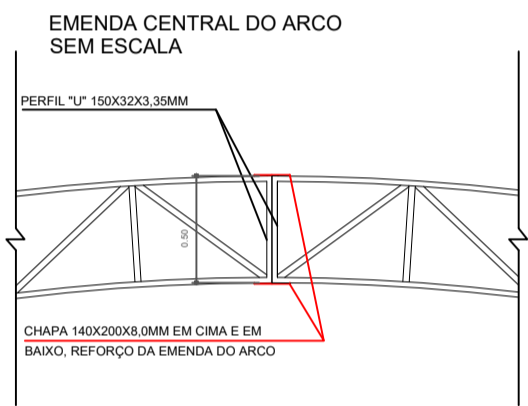 EMENDA CENTRAL DO ARCO
SEM ESCALA
PERFIL "U" 150X32X3,35MM
0.50
CHAPA 140X200X8,0MM EM CIMA E EM
BAIXO, REFORÇO DA EMENDA DO ARCO